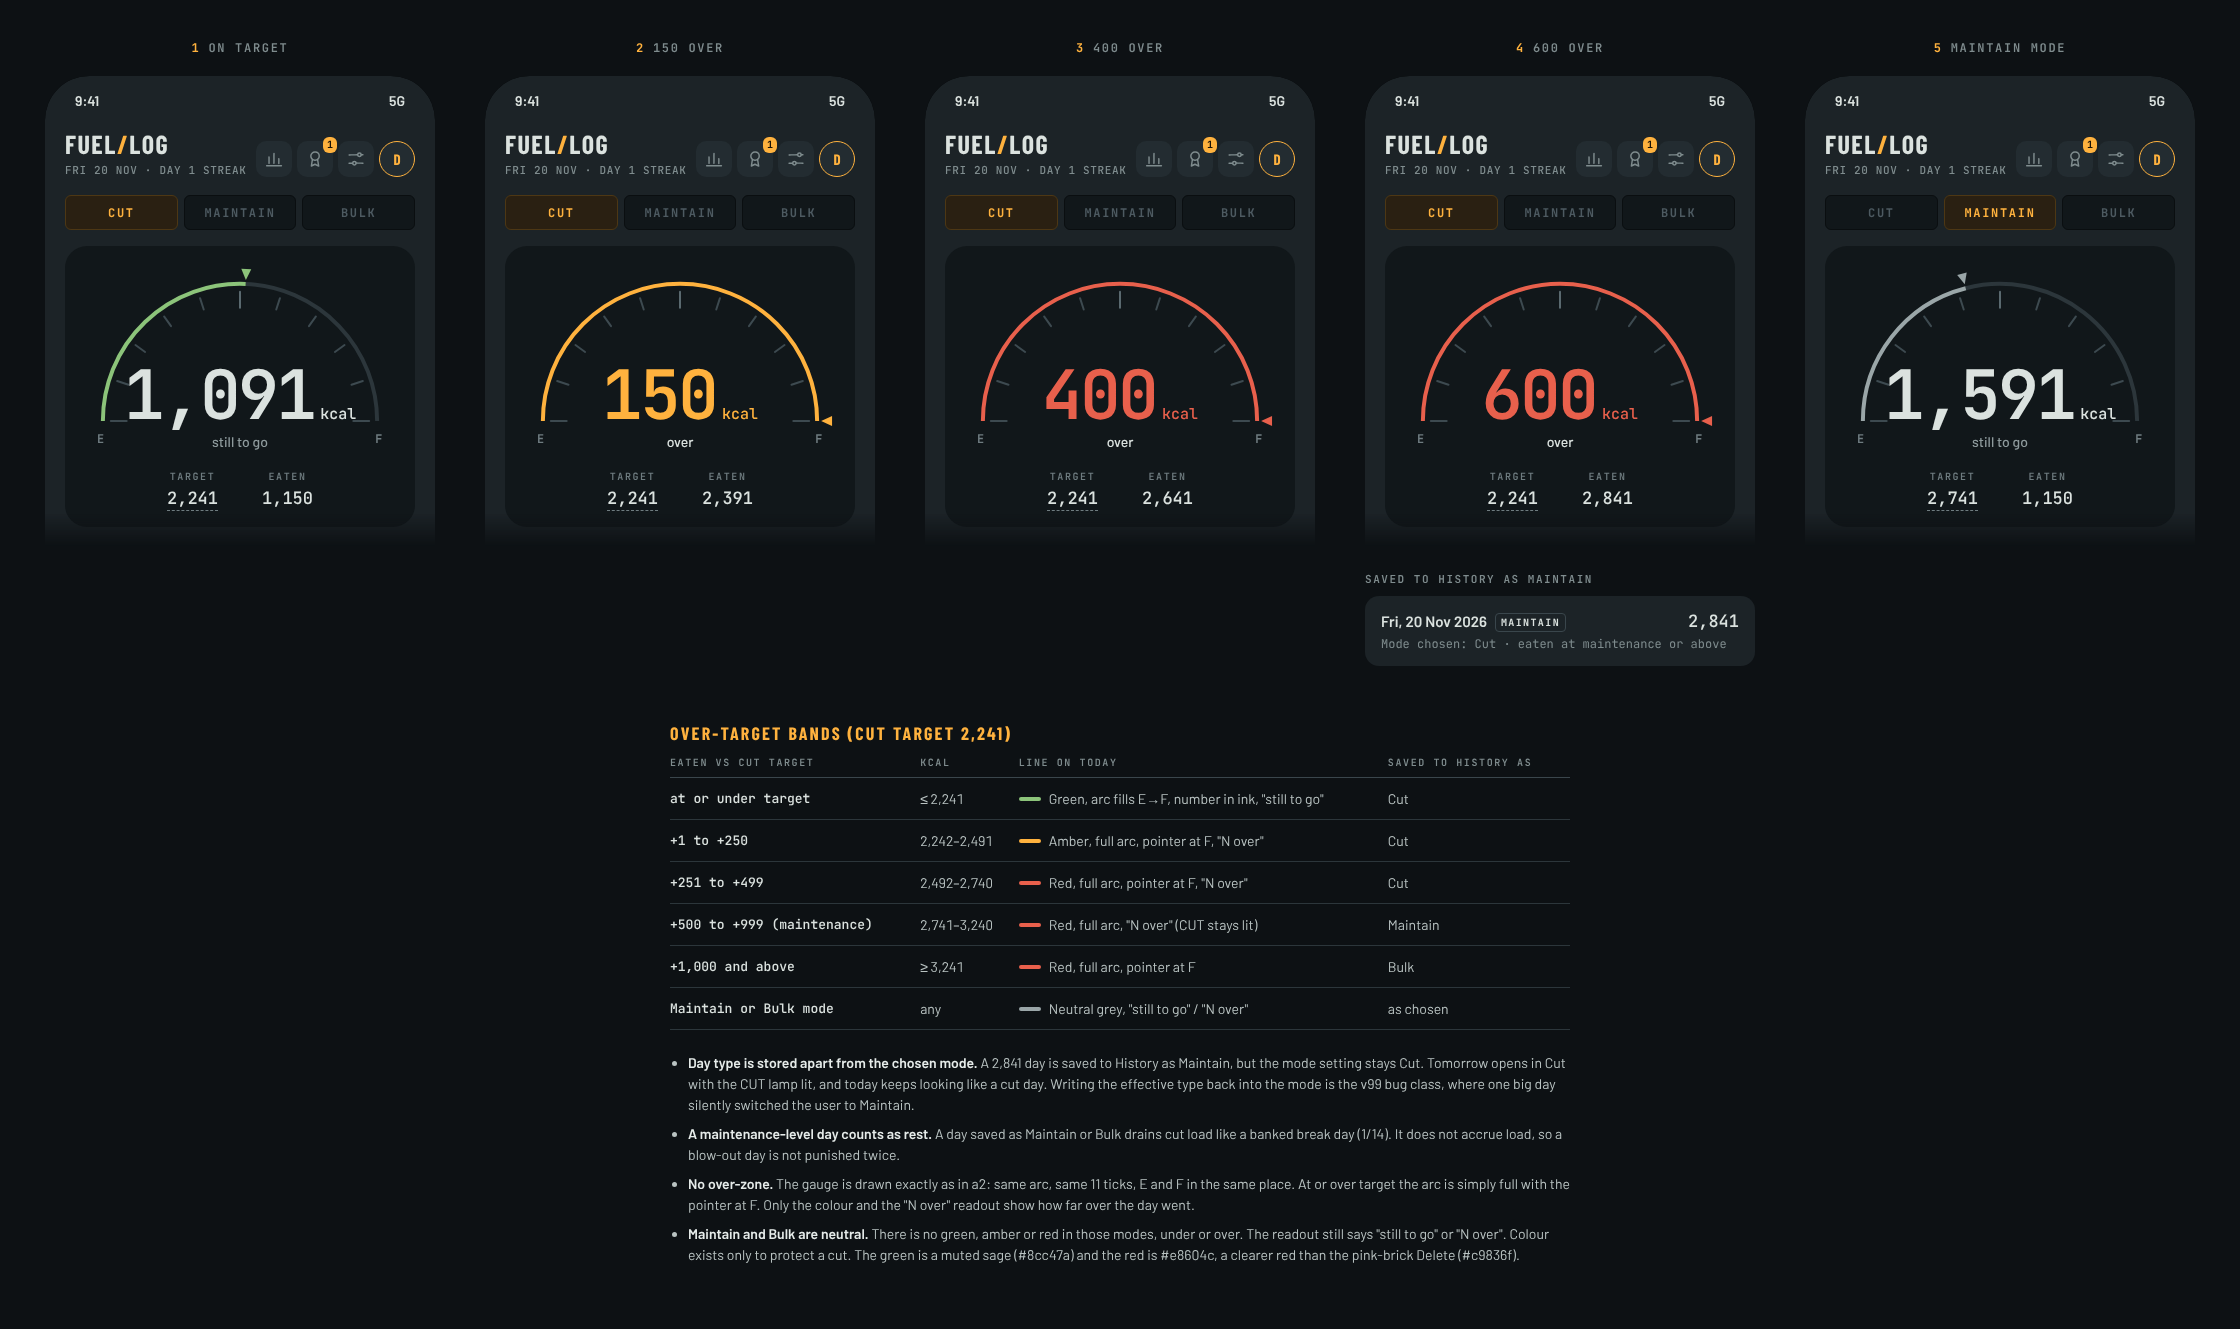 1 ON TARGET
9:41 5G
FUEL/LOG
1
D
FRI 20 NOV · DAY 1 STREAK
CUT MAINTAIN BULK
1,091 kcal
E F
still to go
TARGET EATEN
2,241 1,150
2 150 OVER
9:41 5G
FUEL/LOG
1
D
FRI 20 NOV · DAY 1 STREAK
CUT MAINTAIN BULK
150 kcal
E F
over
TARGET EATEN
2,241 2,391
3 400 OVER
9:41 5G
FUEL/LOG
1
D
FRI 20 NOV · DAY 1 STREAK
CUT MAINTAIN BULK
400 kcal
E F
over
TARGET EATEN
2,241 2,641
4 600 OVER
9:41 5G
FUEL/LOG
1
D
FRI 20 NOV · DAY 1 STREAK
CUT MAINTAIN BULK
600 kcal
E F
over
TARGET EATEN
2,241 2,841
SAVED TO HISTORY AS MAINTAIN
Fri, 20 Nov 2026 MAINTAIN 2,841
Mode chosen: Cut · eaten at maintenance or above
5 MAINTAIN MODE
9:41 5G
FUEL/LOG
1
D
FRI 20 NOV · DAY 1 STREAK
CUT MAINTAIN BULK
1,591 kcal
E F
still to go
TARGET EATEN
2,741 1,150
OVER-TARGET BANDS (CUT TARGET 2,241)
EATEN VS CUT TARGET KCAL LINE ON TODAY SAVED TO HISTORY AS
at or under target ≤2,241 Green, arc fills E→F, number in ink, "still to go" Cut
+1 to +250 2,242–2,491 Amber, full arc, pointer at F, "N over" Cut
+251 to +499 2,492–2,740 Red, full arc, pointer at F, "N over" Cut
+500 to +999 (maintenance) 2,741–3,240 Red, full arc, "N over" (CUT stays lit) Maintain
+1,000 and above ≥3,241 Red, full arc, pointer at F Bulk
Maintain or Bulk mode any Neutral grey, "still to go" / "N over" as chosen
• Day type is stored apart from the chosen mode. A 2,841 day is saved to History as Maintain, but the mode setting stays Cut. Tomorrow opens in Cut
with the CUT lamp lit, and today keeps looking like a cut day. Writing the effective type back into the mode is the v99 bug class, where one big day
silently switched the user to Maintain.
• A maintenance-level day counts as rest. A day saved as Maintain or Bulk drains cut load like a banked break day (1/14). It does not accrue load, so a
blow-out day is not punished twice.
• No over-zone. The gauge is drawn exactly as in a2: same arc, same 11 ticks, E and F in the same place. At or over target the arc is simply full with the
pointer at F. Only the colour and the "N over" readout show how far over the day went.
• Maintain and Bulk are neutral. There is no green, amber or red in those modes, under or over. The readout still says "still to go" or "N over". Colour
exists only to protect a cut. The green is a muted sage (#8cc47a) and the red is #e8604c, a clearer red than the pink-brick Delete (#c9836f).